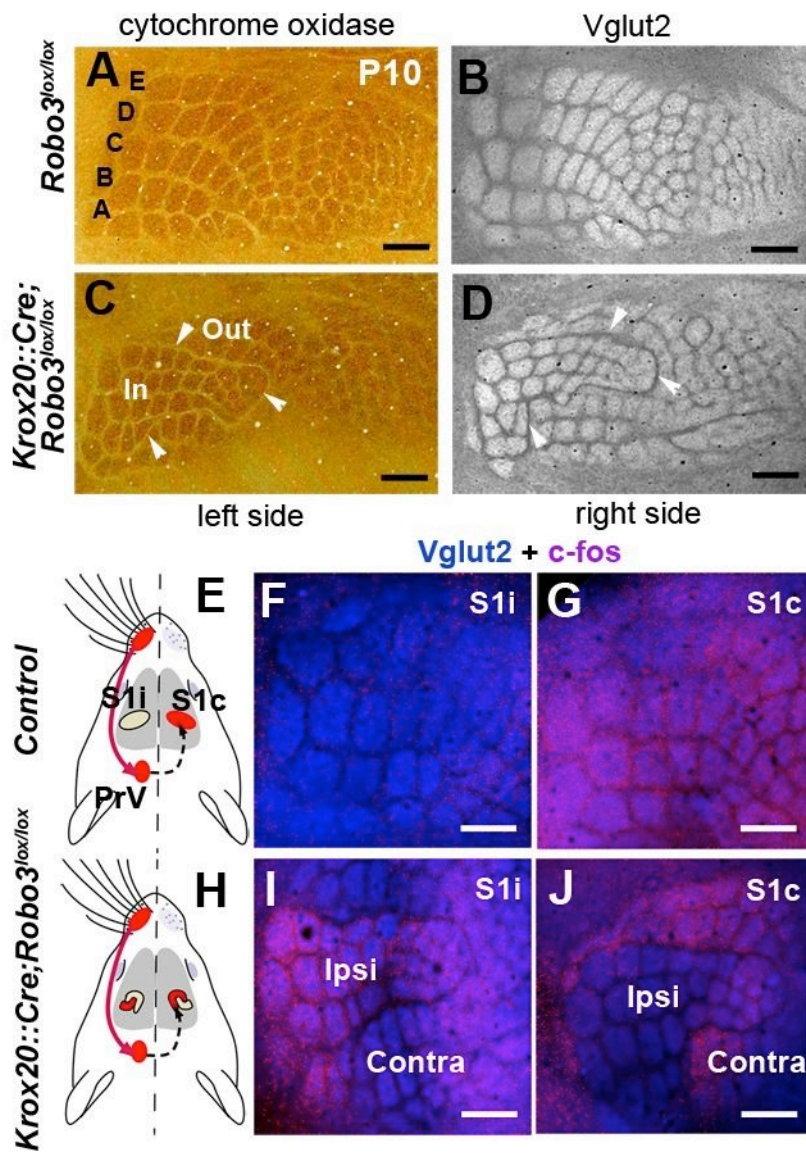 cytochrome oxidase
Vglut2
Robo3lox/lox
A
P10
E
D
C
B
A
B
Krox20::Cre;
Robo3lox/lox
C
Out
In
D
left side
right side
Vglut2 + c-fos
Control
E
S1i
S1c
PrV
F
S1i
G
S1c
Krox20::Cre;Robo3lox/lox
H
I
S1i
Ipsi
Contra
J
S1c
Ipsi
Contra